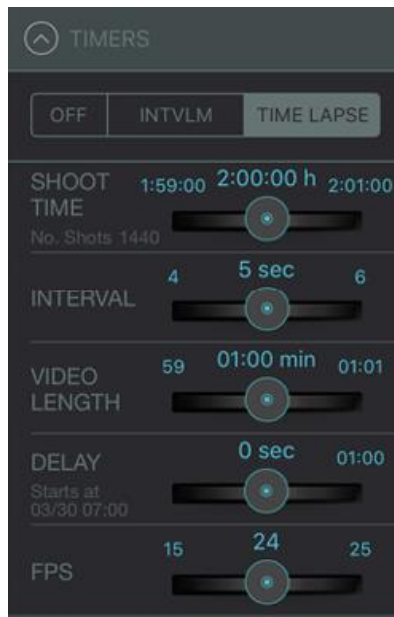 TIMERS
OFF INTVLM TIME LAPSE
SHOOT TIME 1:59:00 2:00:00 h 2:01:00
No. Shots 1440
INTERVAL 4 5 sec 6
VIDEO LENGTH 59 01:00 min 01:01
DELAY 0 sec 01:00
Starts at
03/30 07:00
FPS 15 24 25